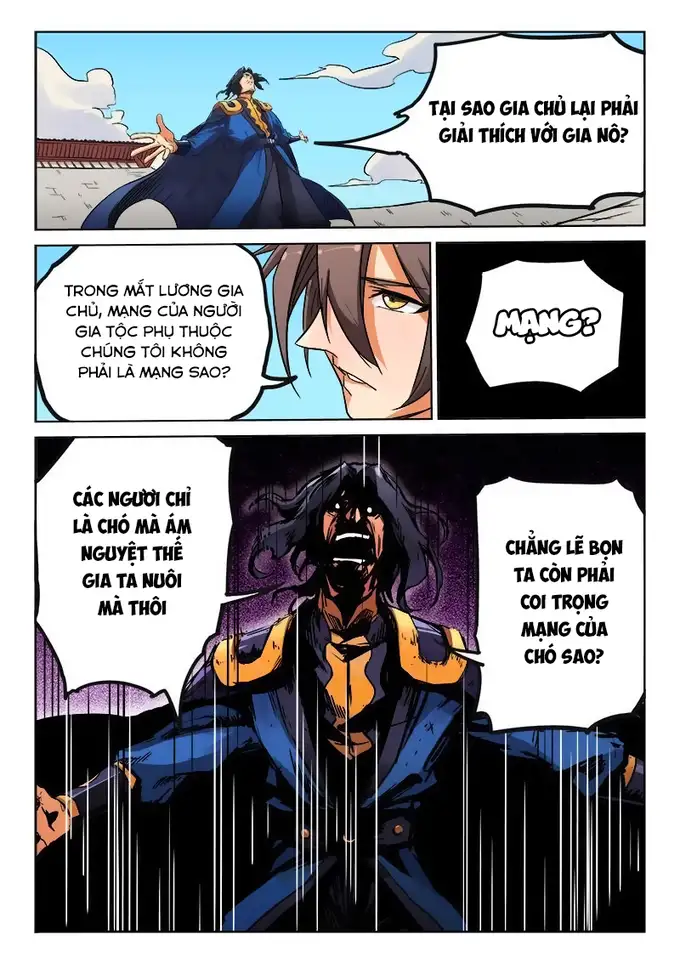 TẠI SAO GIA CHỦ LẠI PHẢI
GIẢI THÍCH VỚI GIA NÔ?
TRONG MẮT LƯƠNG GIA
CHỦ, MẠNG CỦA NGƯỜI
GIA TỘC PHỤ THUỘC
CHÚNG TÔI KHÔNG
PHẢI LÀ MẠNG SAO?
MẠNG?
CÁC NGƯƠI CHỈ
LÀ CHÓ MÀ ÁM
NGUYỆT THẾ
GIA TA NUÔI
MÀ THÔI
CHẲNG LẼ BỌN
TA CÒN PHẢI
COI TRỌNG
MẠNG CỦA
CHÓ SAO?